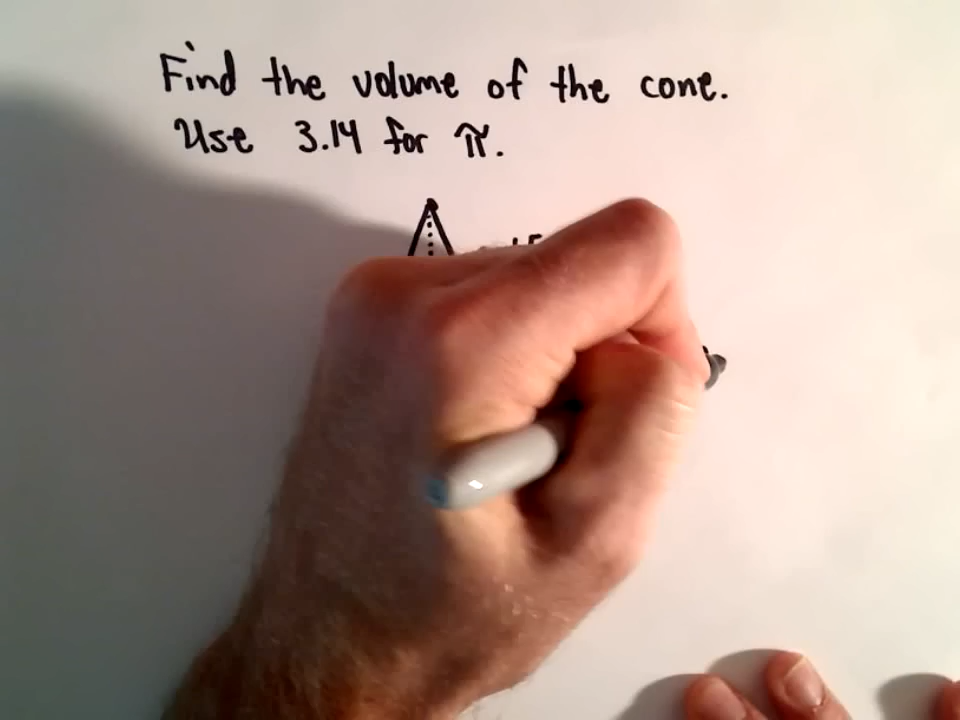 Find the volume of the cone.
Use 3.14 for π.